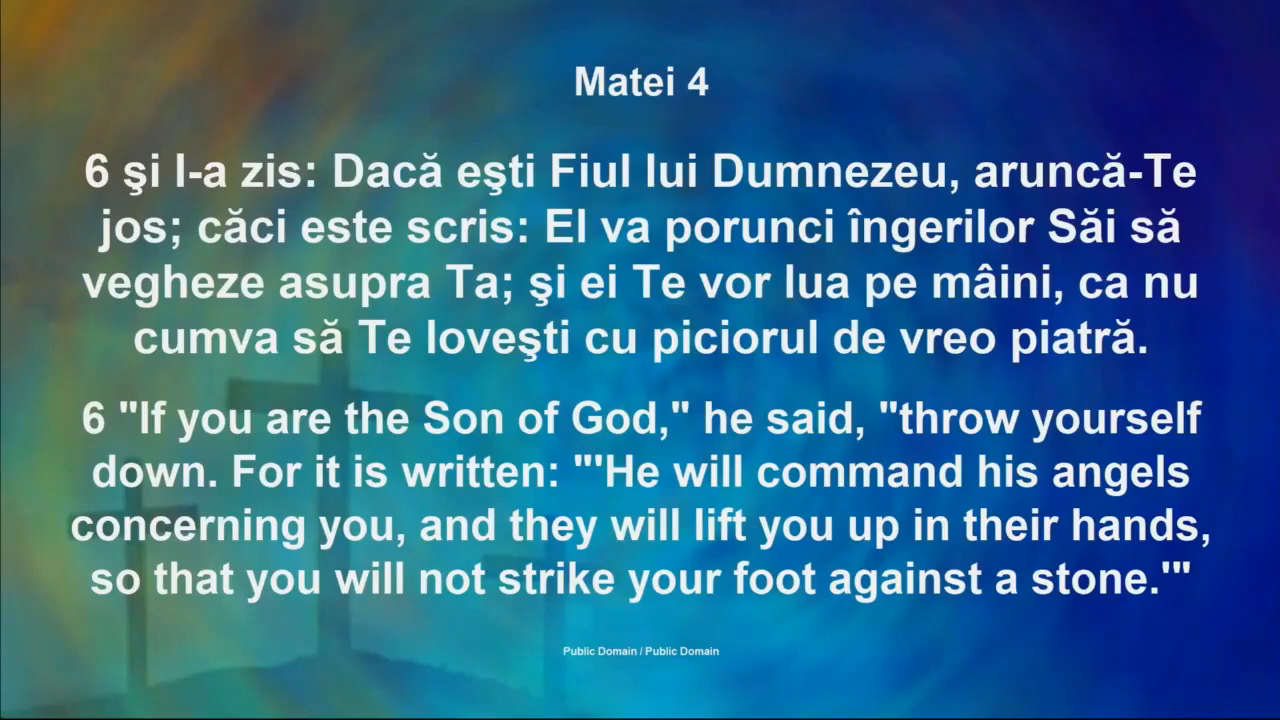 Matei 4
6 şi I-a zis: Dacă eşti Fiul lui Dumnezeu, aruncă-Te
jos; căci este scris: El va porunci îngerilor Săi să
vegheze asupra Ta; şi ei Te vor lua pe mâini, ca nu
cumva să Te loveşti cu piciorul de vreo piatră.
6 "If you are the Son of God," he said, "throw yourself
down. For it is written: "'He will command his angels
concerning you, and they will lift you up in their hands,
so that you will not strike your foot against a stone.'"
Public Domain / Public Domain